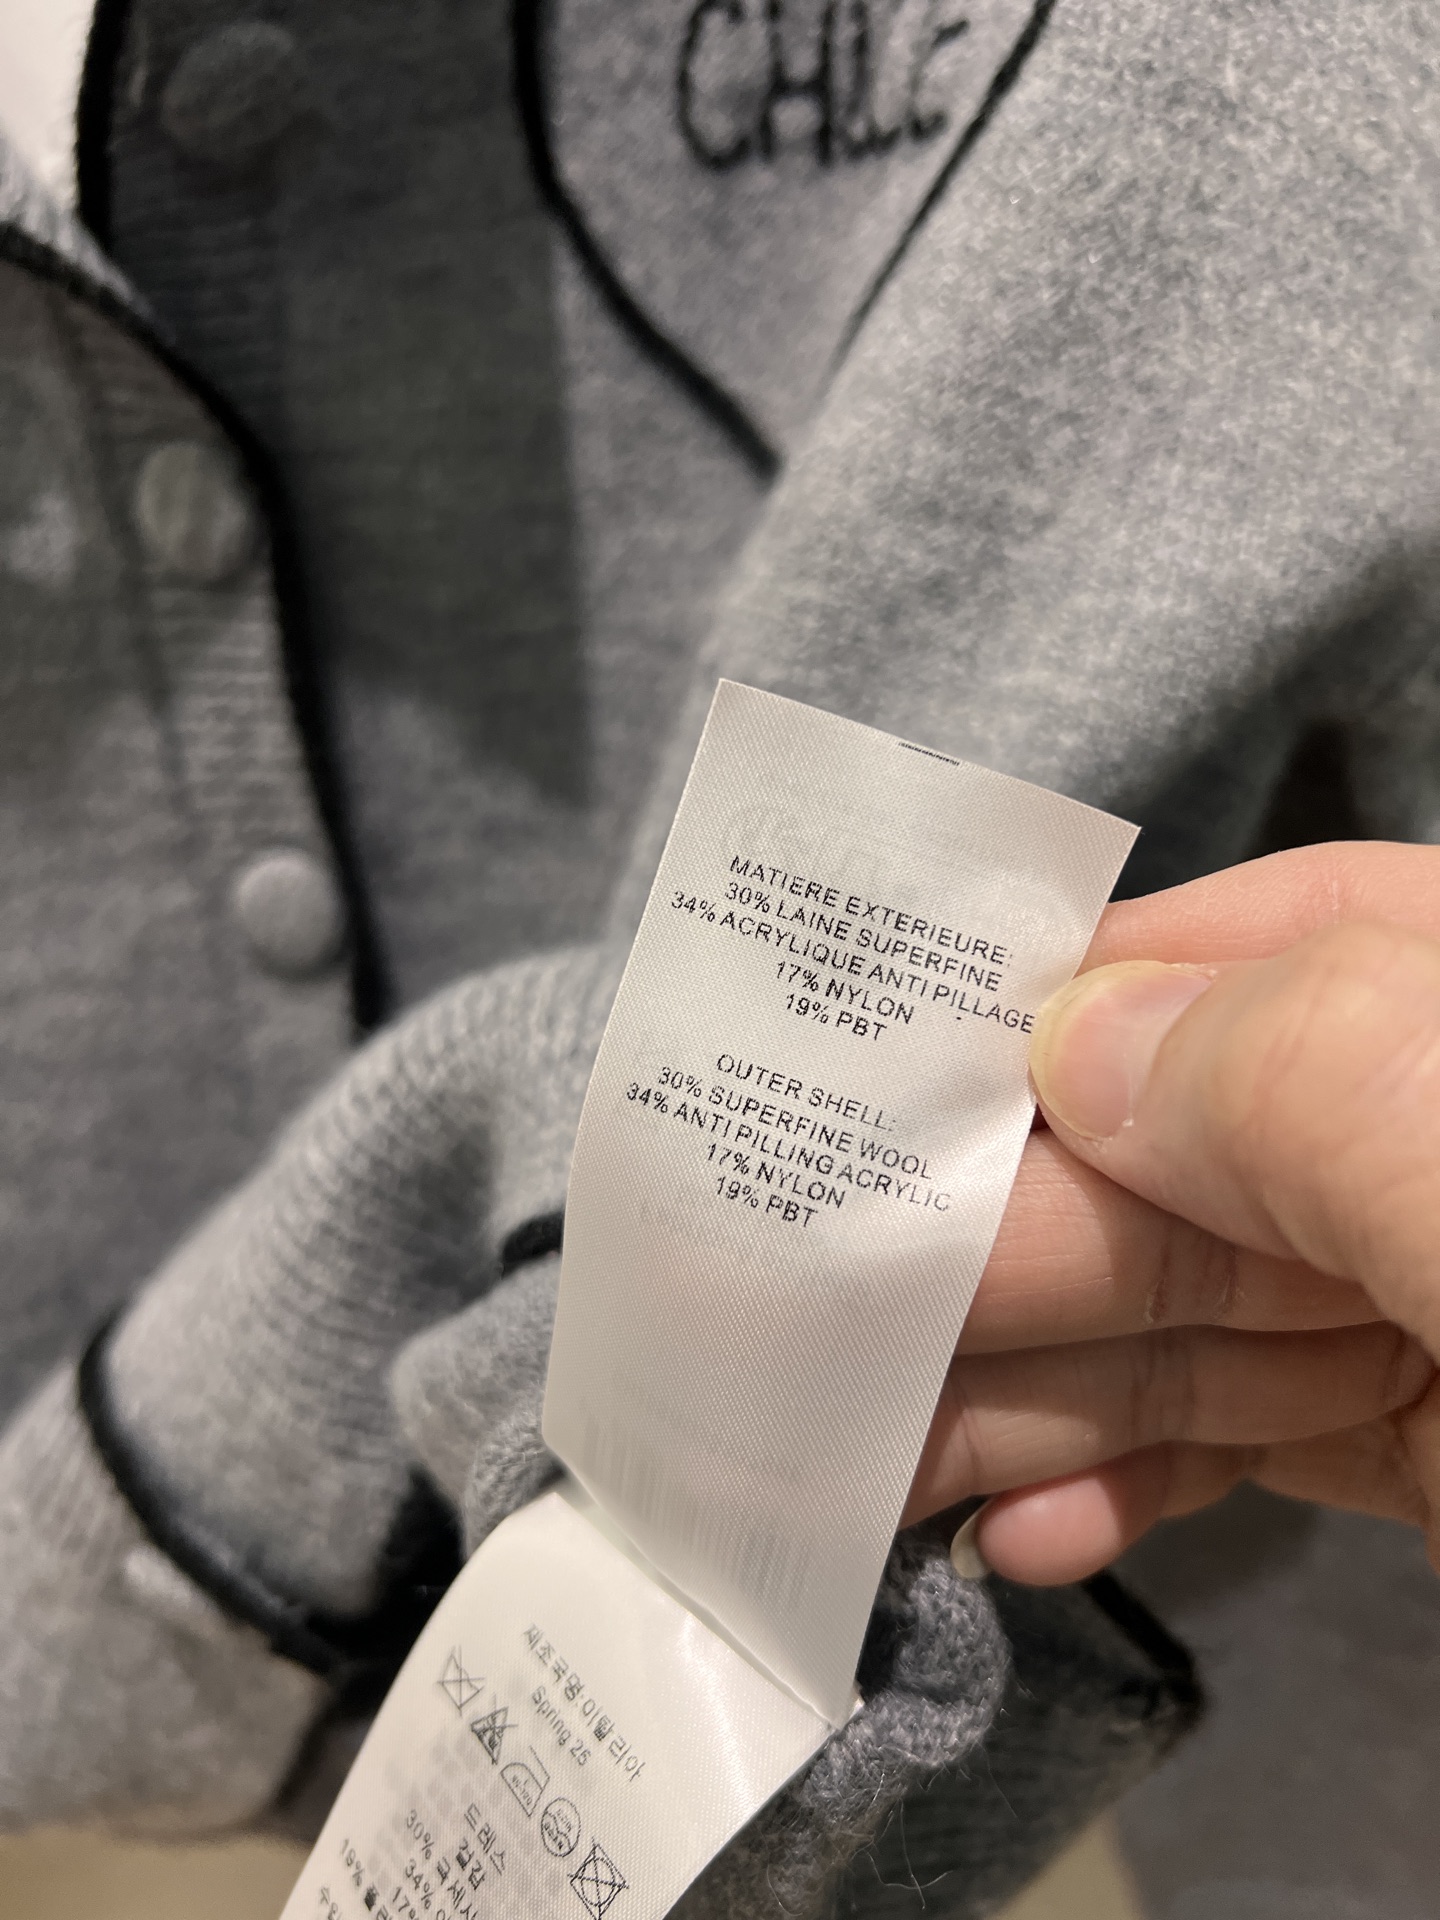 MATIERE EXTERIEURE:
30% LAINE SUPERFINE
34% ACRYLIQUE ANTI PILLAGE
17% NYLON
19% PBT
OUTER SHELL:
30% SUPERFINE WOOL
34% ANTI PILLING ACRYLIC
17% NYLON
19% PBT
제조국명: 이탈리아
Spring 25
드레스
겉감
30%
34%
17%
19%